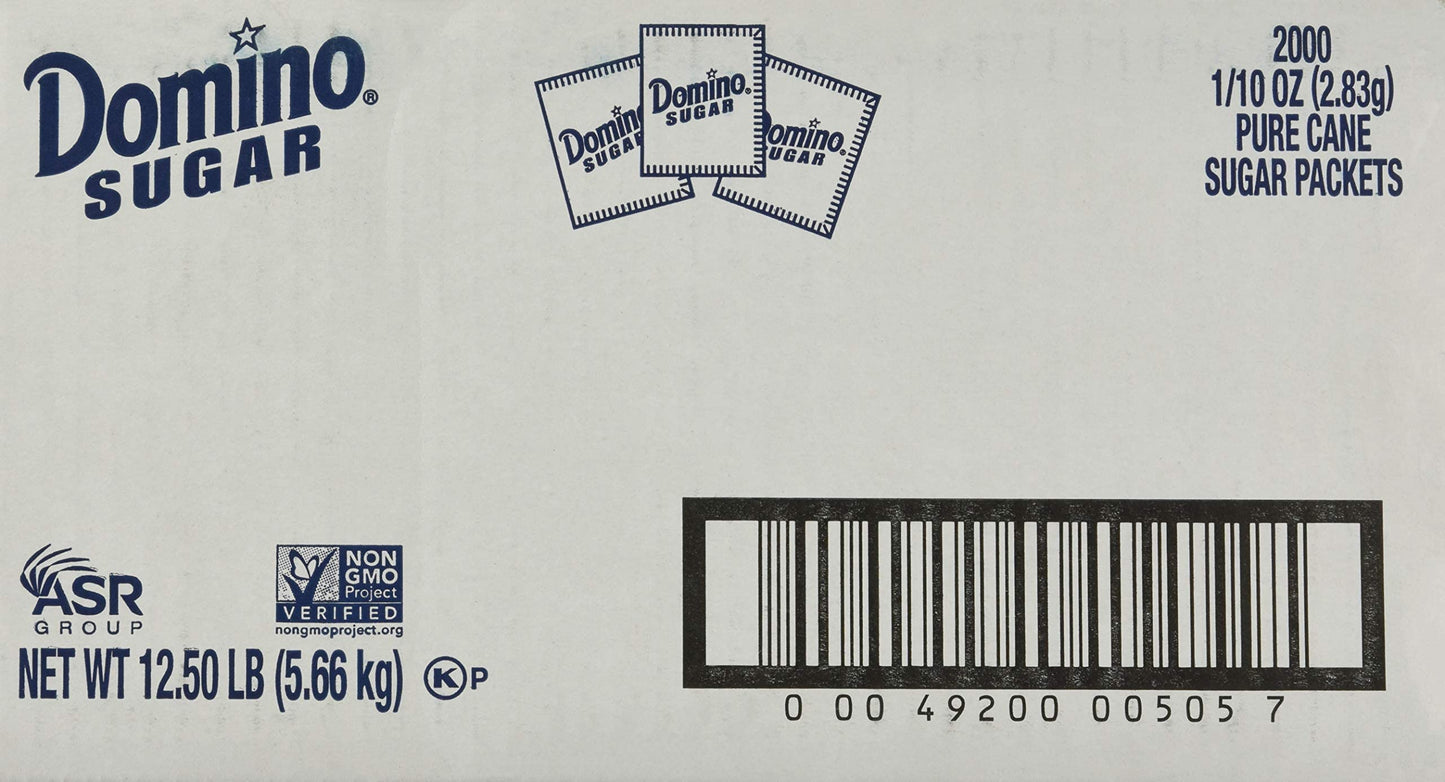 Domino®
SUGAR
Domino
SUGAR
Domino®
SUGAR
Domino®
SUGAR
2000
1/10 OZ (2.83g)
PURE CANE
SUGAR PACKETS
ASR
GROUP
NON
GMO
Project
VERIFIED
nongmoproject.org
NET WT 12.50 LB (5.66 kg) K P
0 00 49200 00505 7